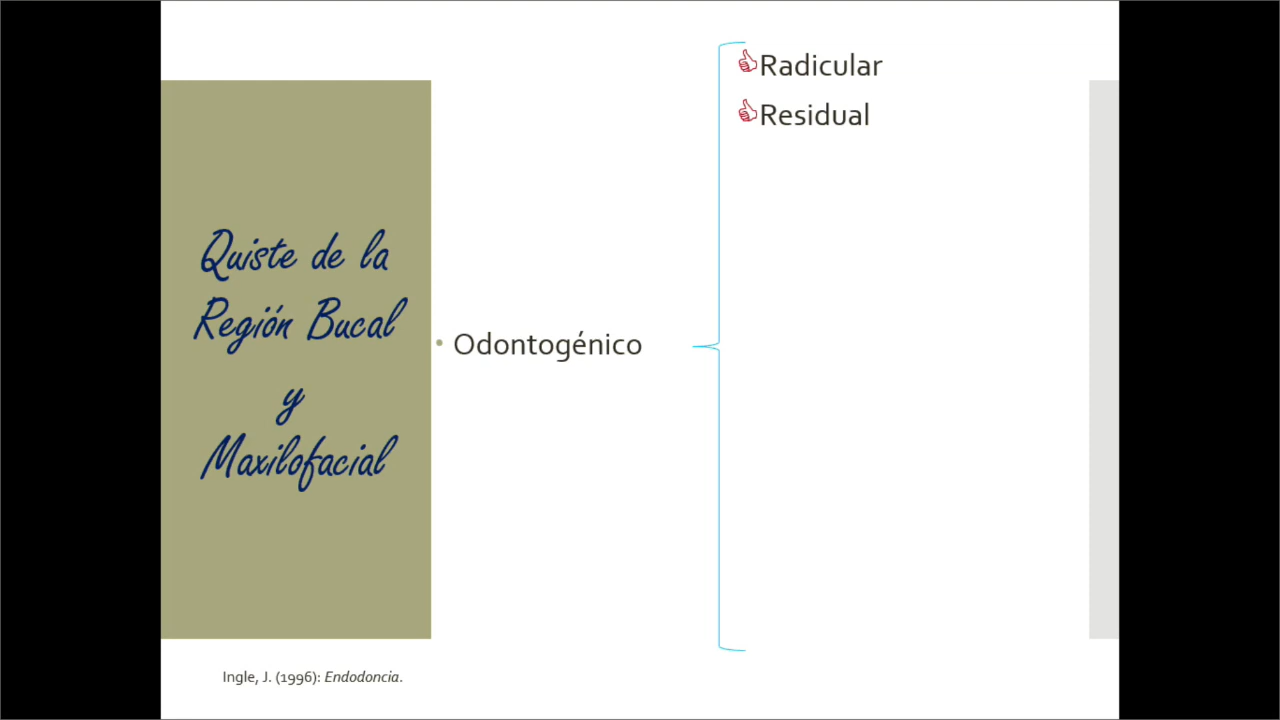 Quiste de la
Región Bucal
y
Maxilofacial
• Odontogénico
Radicular
Residual
Ingle, J. (1996): Endodoncia.